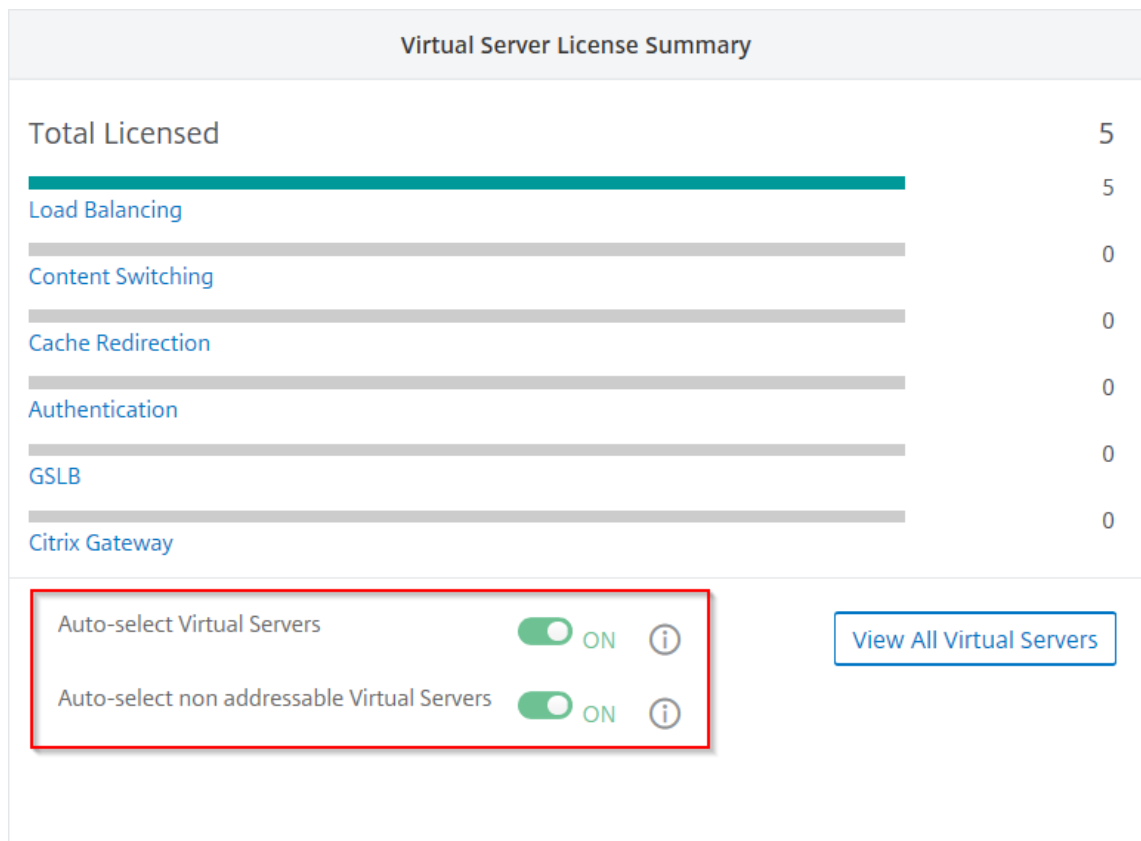 Virtual Server License Summary
Total Licensed 5
5
Load Balancing
0
Content Switching
0
Cache Redirection
0
Authentication
0
GSLB
0
Citrix Gateway
Auto-select Virtual Servers ON
View All Virtual Servers
Auto-select non addressable Virtual Servers ON